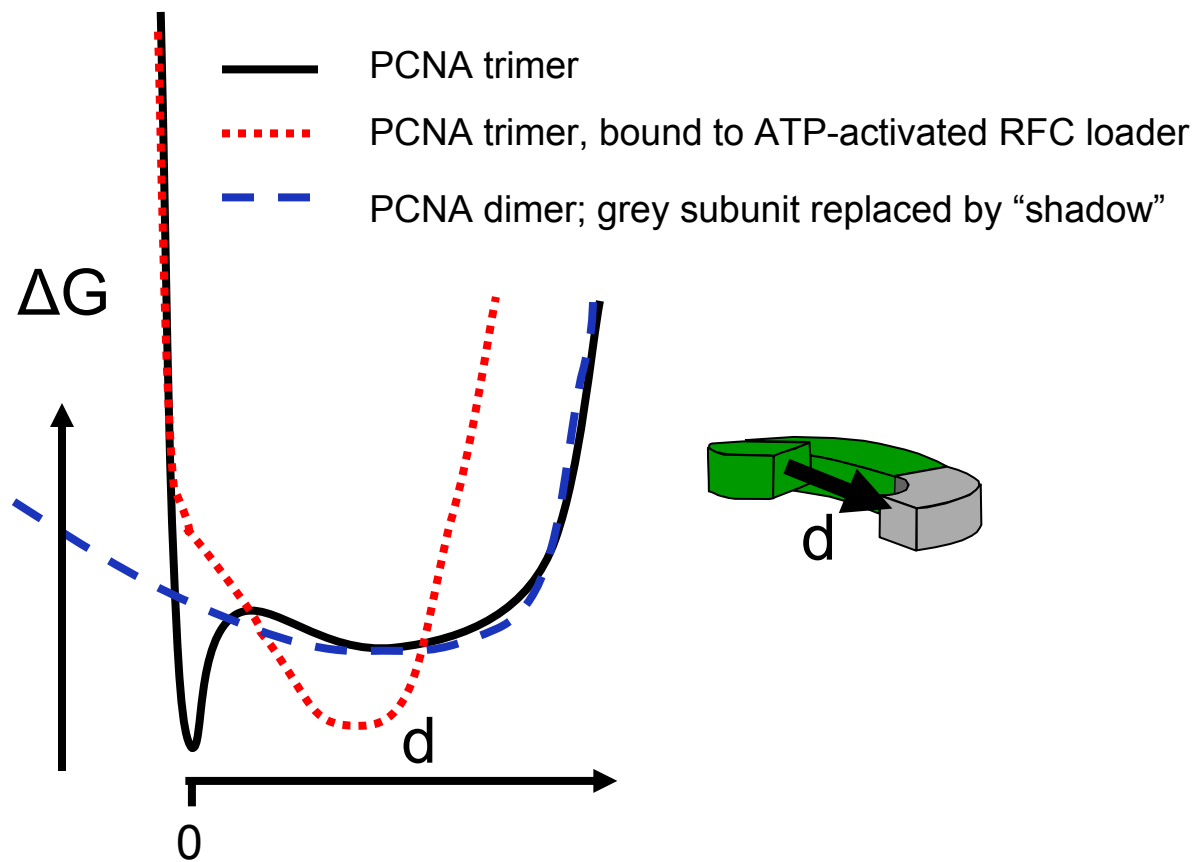 PCNA trimer
PCNA trimer, bound to ATP-activated RFC loader
PCNA dimer; grey subunit replaced by “shadow”
ΔG
d
d
0